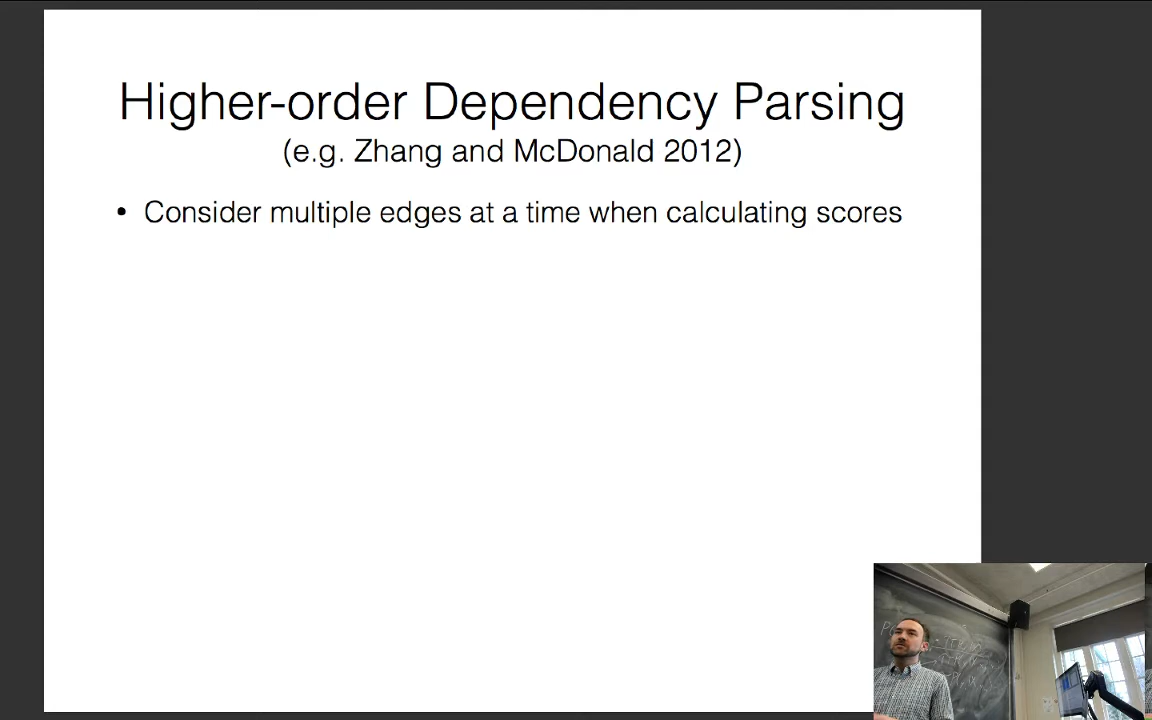 Higher-order Dependency Parsing
(e.g. Zhang and McDonald 2012)
• Consider multiple edges at a time when calculating scores